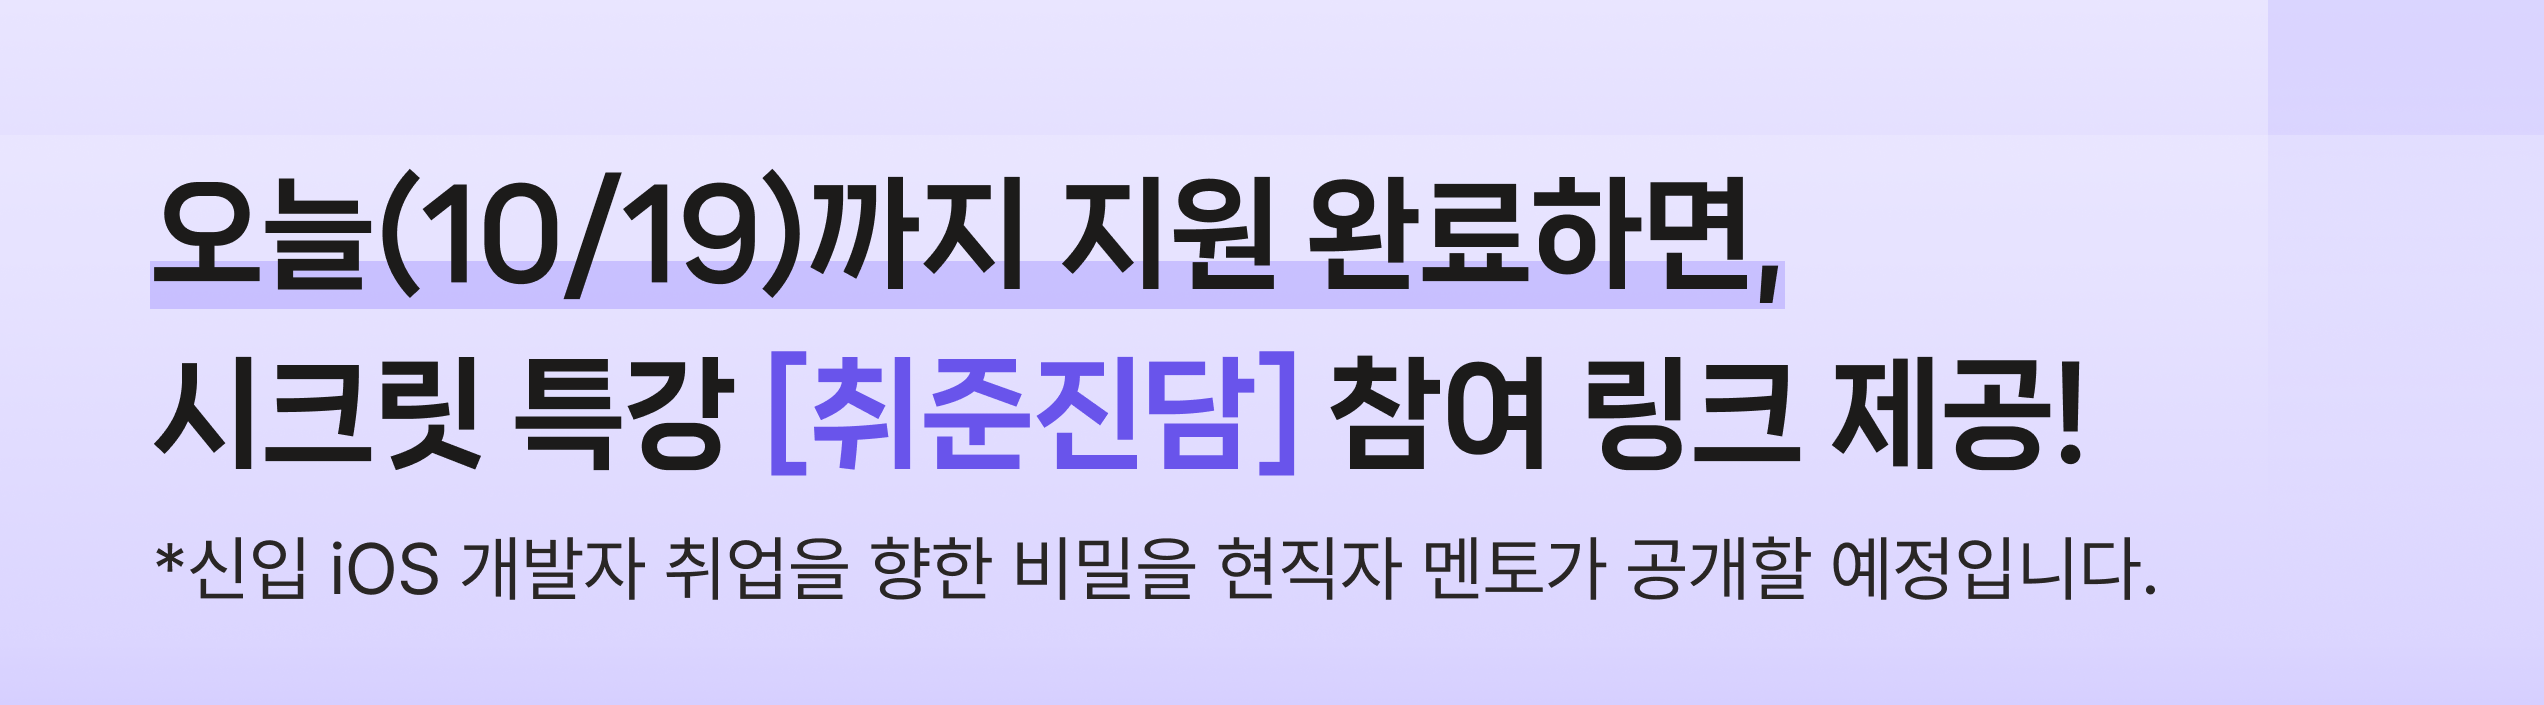 오늘(10/19)까지 지원 완료하면,
시크릿 특강 [취준진담] 참여 링크 제공!
*신입 iOS 개발자 취업을 향한 비밀을 현직자 멘토가 공개할 예정입니다.